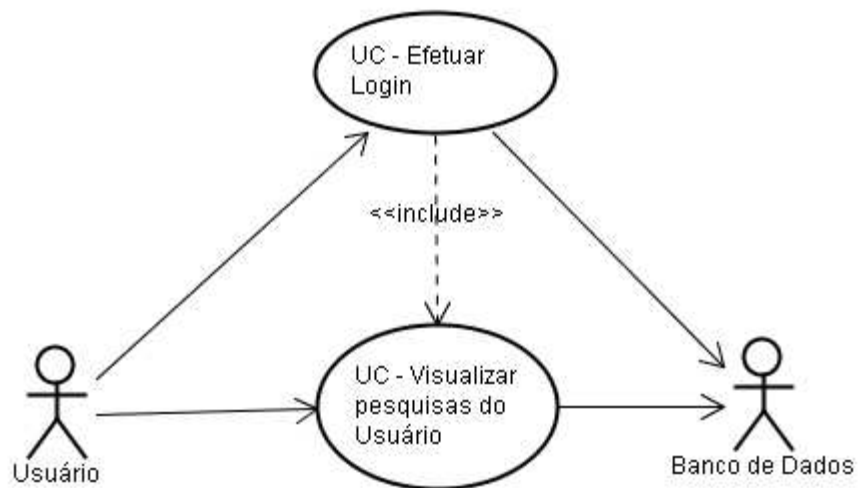 UC - Efetuar
Login
<<include>>
UC - Visualizar
pesquisas do
Usuário
Usuário
Banco de Dados